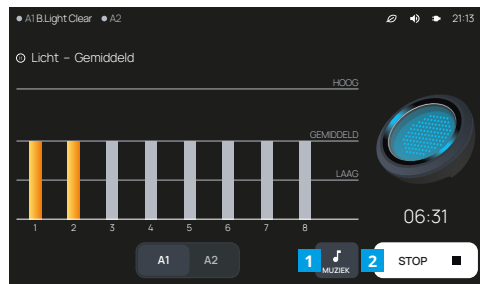 A1 B.Light Clear A2 21:13
Licht – Gemiddeld
HOOG
GEMIDDELD
LAAG
1 2 3 4 5 6 7 8
06:31
A1 A2 1 MUZIEK 2 STOP